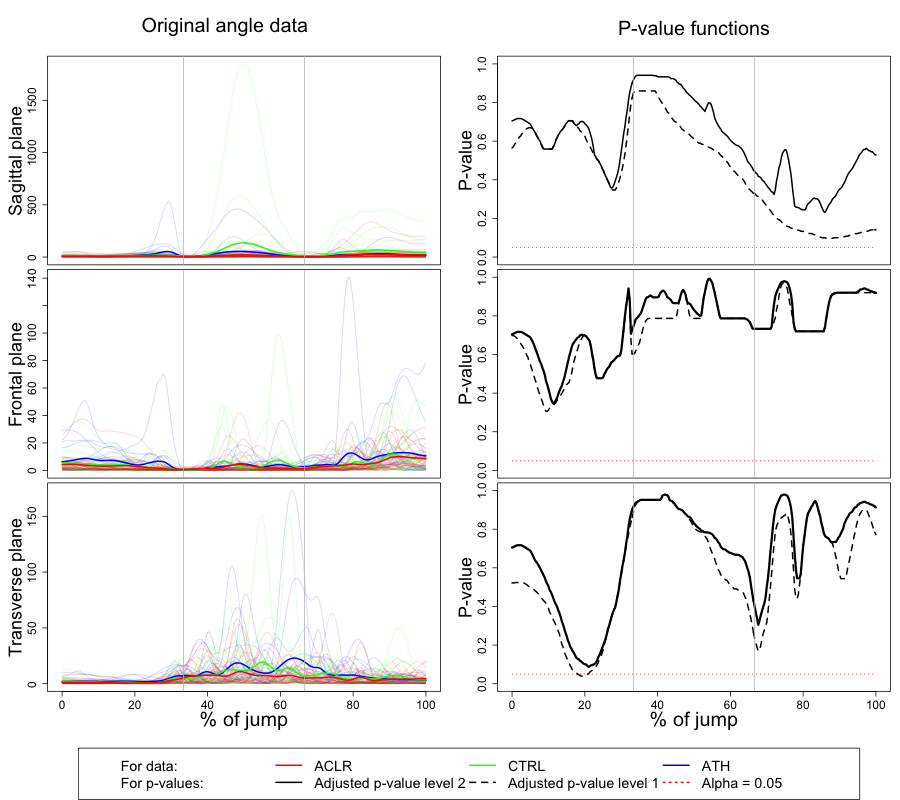 Original angle data
P-value functions
Sagittal plane
0 500 1000 1500
P-value
0.0 0.2 0.4 0.6 0.8 1.0
Frontal plane
0 20 40 60 80 100 140
P-value
0.0 0.2 0.4 0.6 0.8 1.0
Transverse plane
0 50 100 150
P-value
0.0 0.2 0.4 0.6 0.8 1.0
0 20 40 60 80 100
% of jump
0 20 40 60 80 100
% of jump
For data: ACLR CTRL ATH
For p-values: Adjusted p-value level 2 Adjusted p-value level 1 Alpha = 0.05